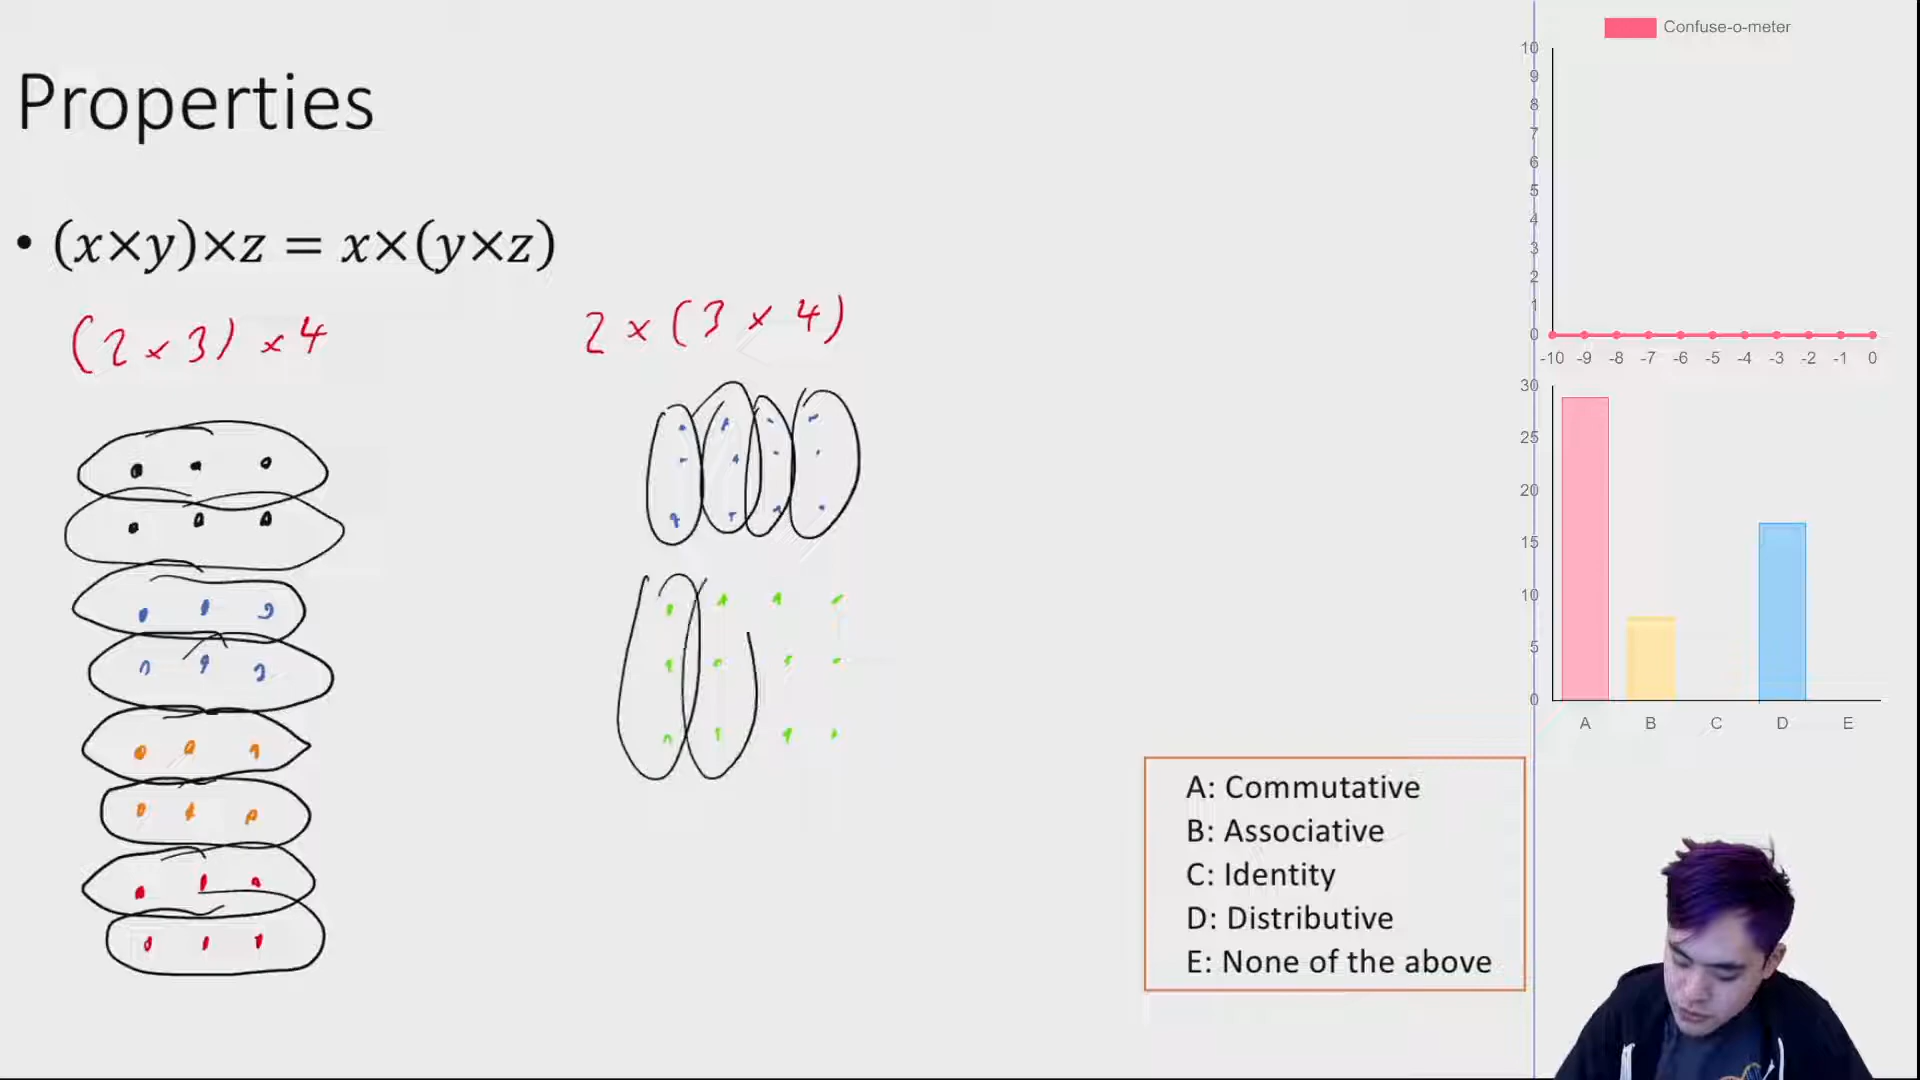 Properties
• (x×y)×z = x×(y×z)
(2 × 3) × 4
2 × (3 × 4)
A: Commutative
B: Associative
C: Identity
D: Distributive
E: None of the above
Confuse-o-meter
10
9
8
7
6
5
4
3
2
1
0
-10 -9 -8 -7 -6 -5 -4 -3 -2 -1 0
30
25
20
15
10
5
0
A B C D E